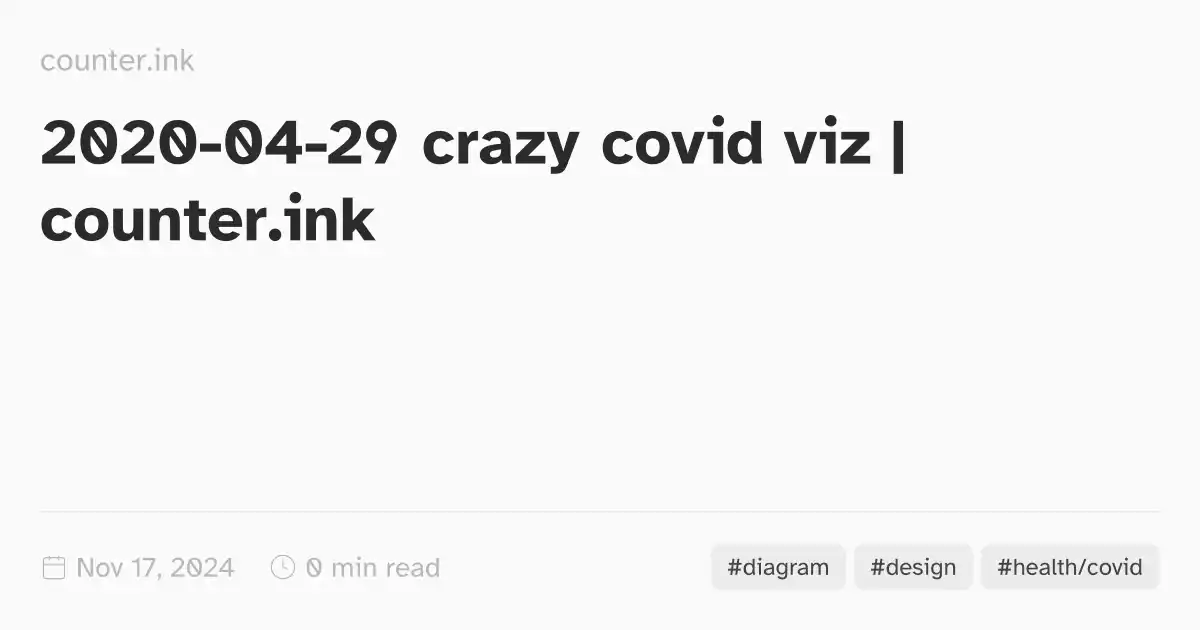 counter.ink
2020-04-29 crazy covid viz |
counter.ink
Nov 17, 2024 0 min read #diagram #design #health/covid